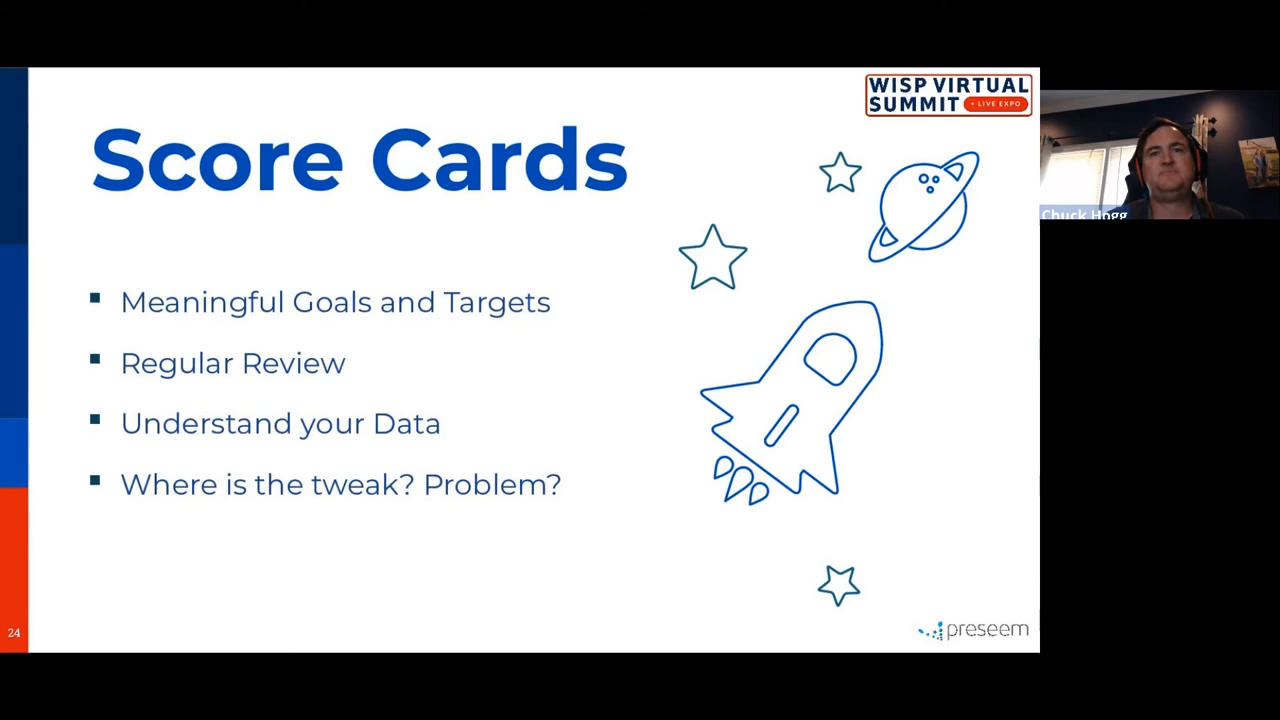 WISP VIRTUAL
SUMMIT + LIVE EXPO
Score Cards
Meaningful Goals and Targets
Regular Review
Understand your Data
Where is the tweak? Problem?
24
preseem
Chuck Hogg